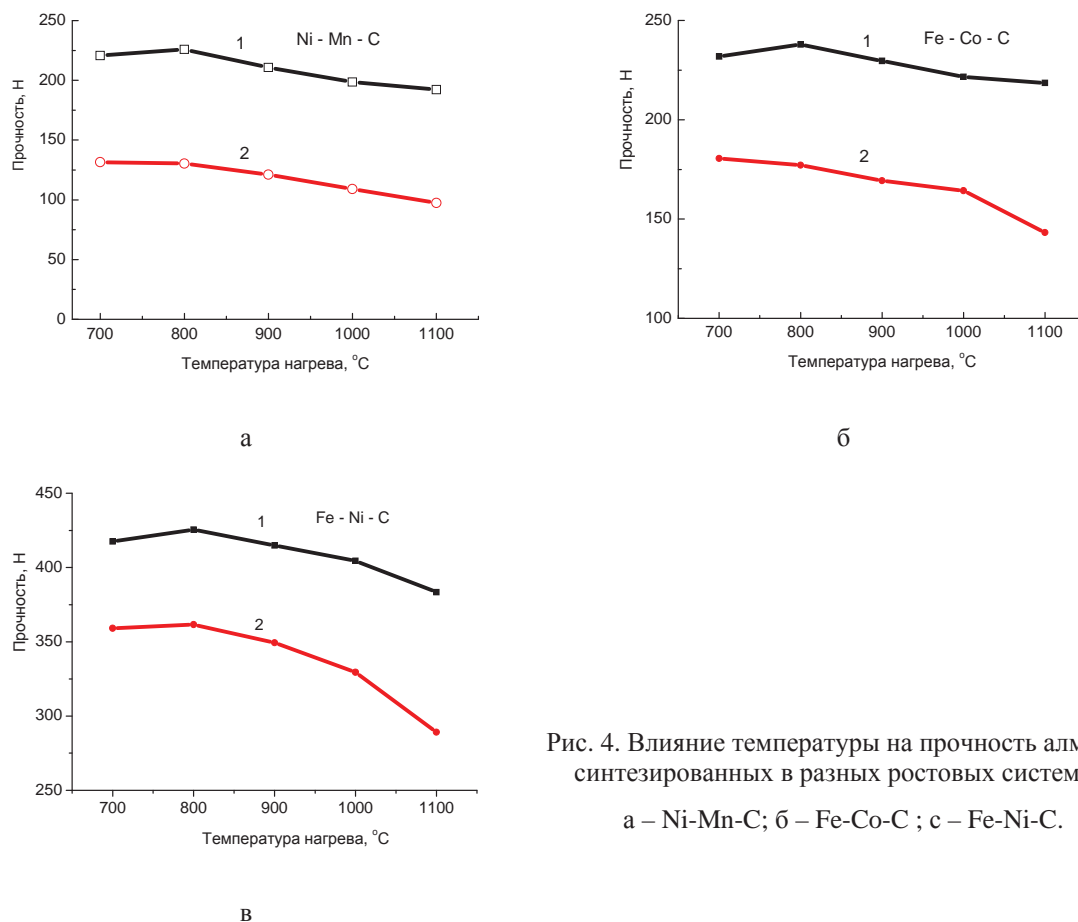 Ni - Mn - C
1
2
250
200
150
100
50
0
Прочность, Н
700 800 900 1000 1100
Температура нагрева, °C
а
Fe - Co - C
1
2
250
200
150
100
Прочность, Н
700 800 900 1000 1100
Температура нагрева, °C
б
Fe - Ni - C
1
2
450
400
350
300
250
Прочность, Н
700 800 900 1000 1100
Температура нагрева, °C
в
Рис. 4. Влияние температуры на прочность
синтезированных в разных ростовых
а – Ni-Mn-C; б – Fe-Co-C ; с – Fe-Ni-C.